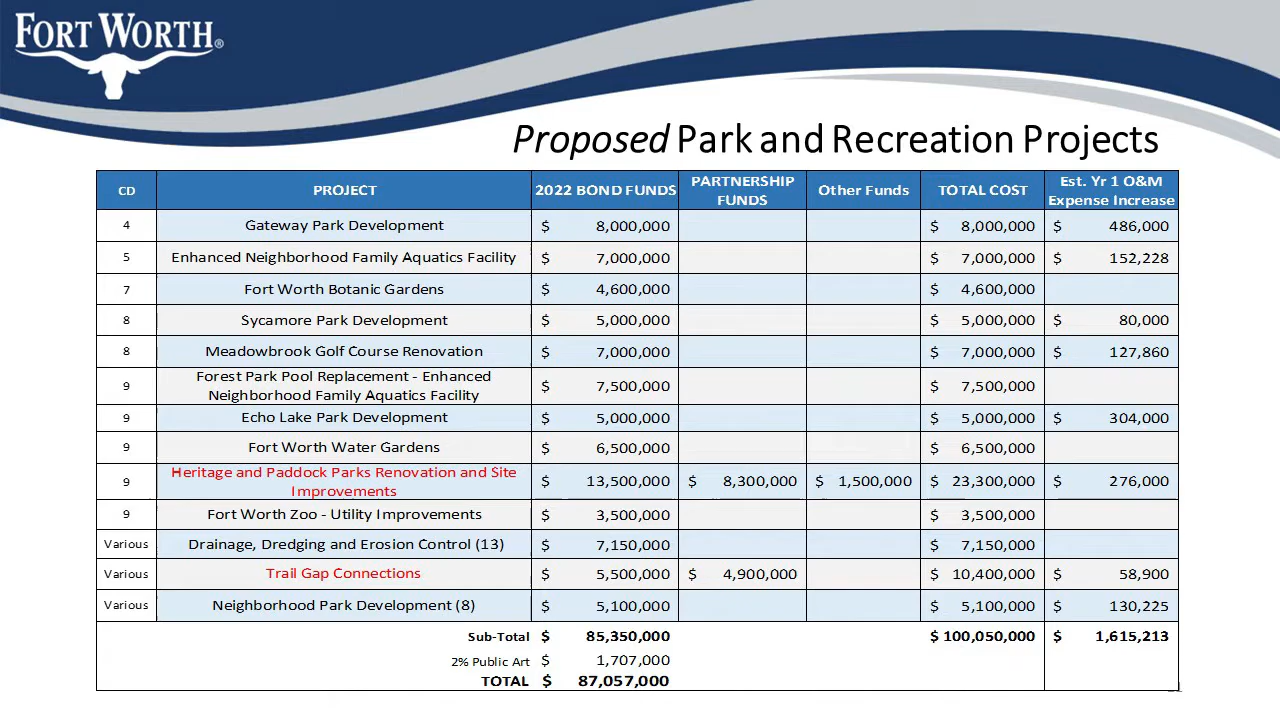 FORT WORTH®
Proposed Park and Recreation Projects
CD PROJECT 2022 BOND FUNDS PARTNERSHIP FUNDS Other Funds TOTAL COST Est. Yr 1 O&M Expense Increase
4 Gateway Park Development $ 8,000,000 $ 8,000,000 $ 486,000
5 Enhanced Neighborhood Family Aquatics Facility $ 7,000,000 $ 7,000,000 $ 152,228
7 Fort Worth Botanic Gardens $ 4,600,000 $ 4,600,000
8 Sycamore Park Development $ 5,000,000 $ 5,000,000 $ 80,000
8 Meadowbrook Golf Course Renovation $ 7,000,000 $ 7,000,000 $ 127,860
9 Forest Park Pool Replacement - Enhanced Neighborhood Family Aquatics Facility $ 7,500,000 $ 7,500,000
9 Echo Lake Park Development $ 5,000,000 $ 5,000,000 $ 304,000
9 Fort Worth Water Gardens $ 6,500,000 $ 6,500,000
9 Heritage and Paddock Parks Renovation and Site Improvements $ 13,500,000 $ 8,300,000 $ 1,500,000 $ 23,300,000 $ 276,000
9 Fort Worth Zoo - Utility Improvements $ 3,500,000 $ 3,500,000
Various Drainage, Dredging and Erosion Control (13) $ 7,150,000 $ 7,150,000
Various Trail Gap Connections $ 5,500,000 $ 4,900,000 $ 10,400,000 $ 58,900
Various Neighborhood Park Development (8) $ 5,100,000 $ 5,100,000 $ 130,225
Sub-Total $ 85,350,000 $ 100,050,000 $ 1,615,213
2% Public Art $ 1,707,000
TOTAL $ 87,057,000